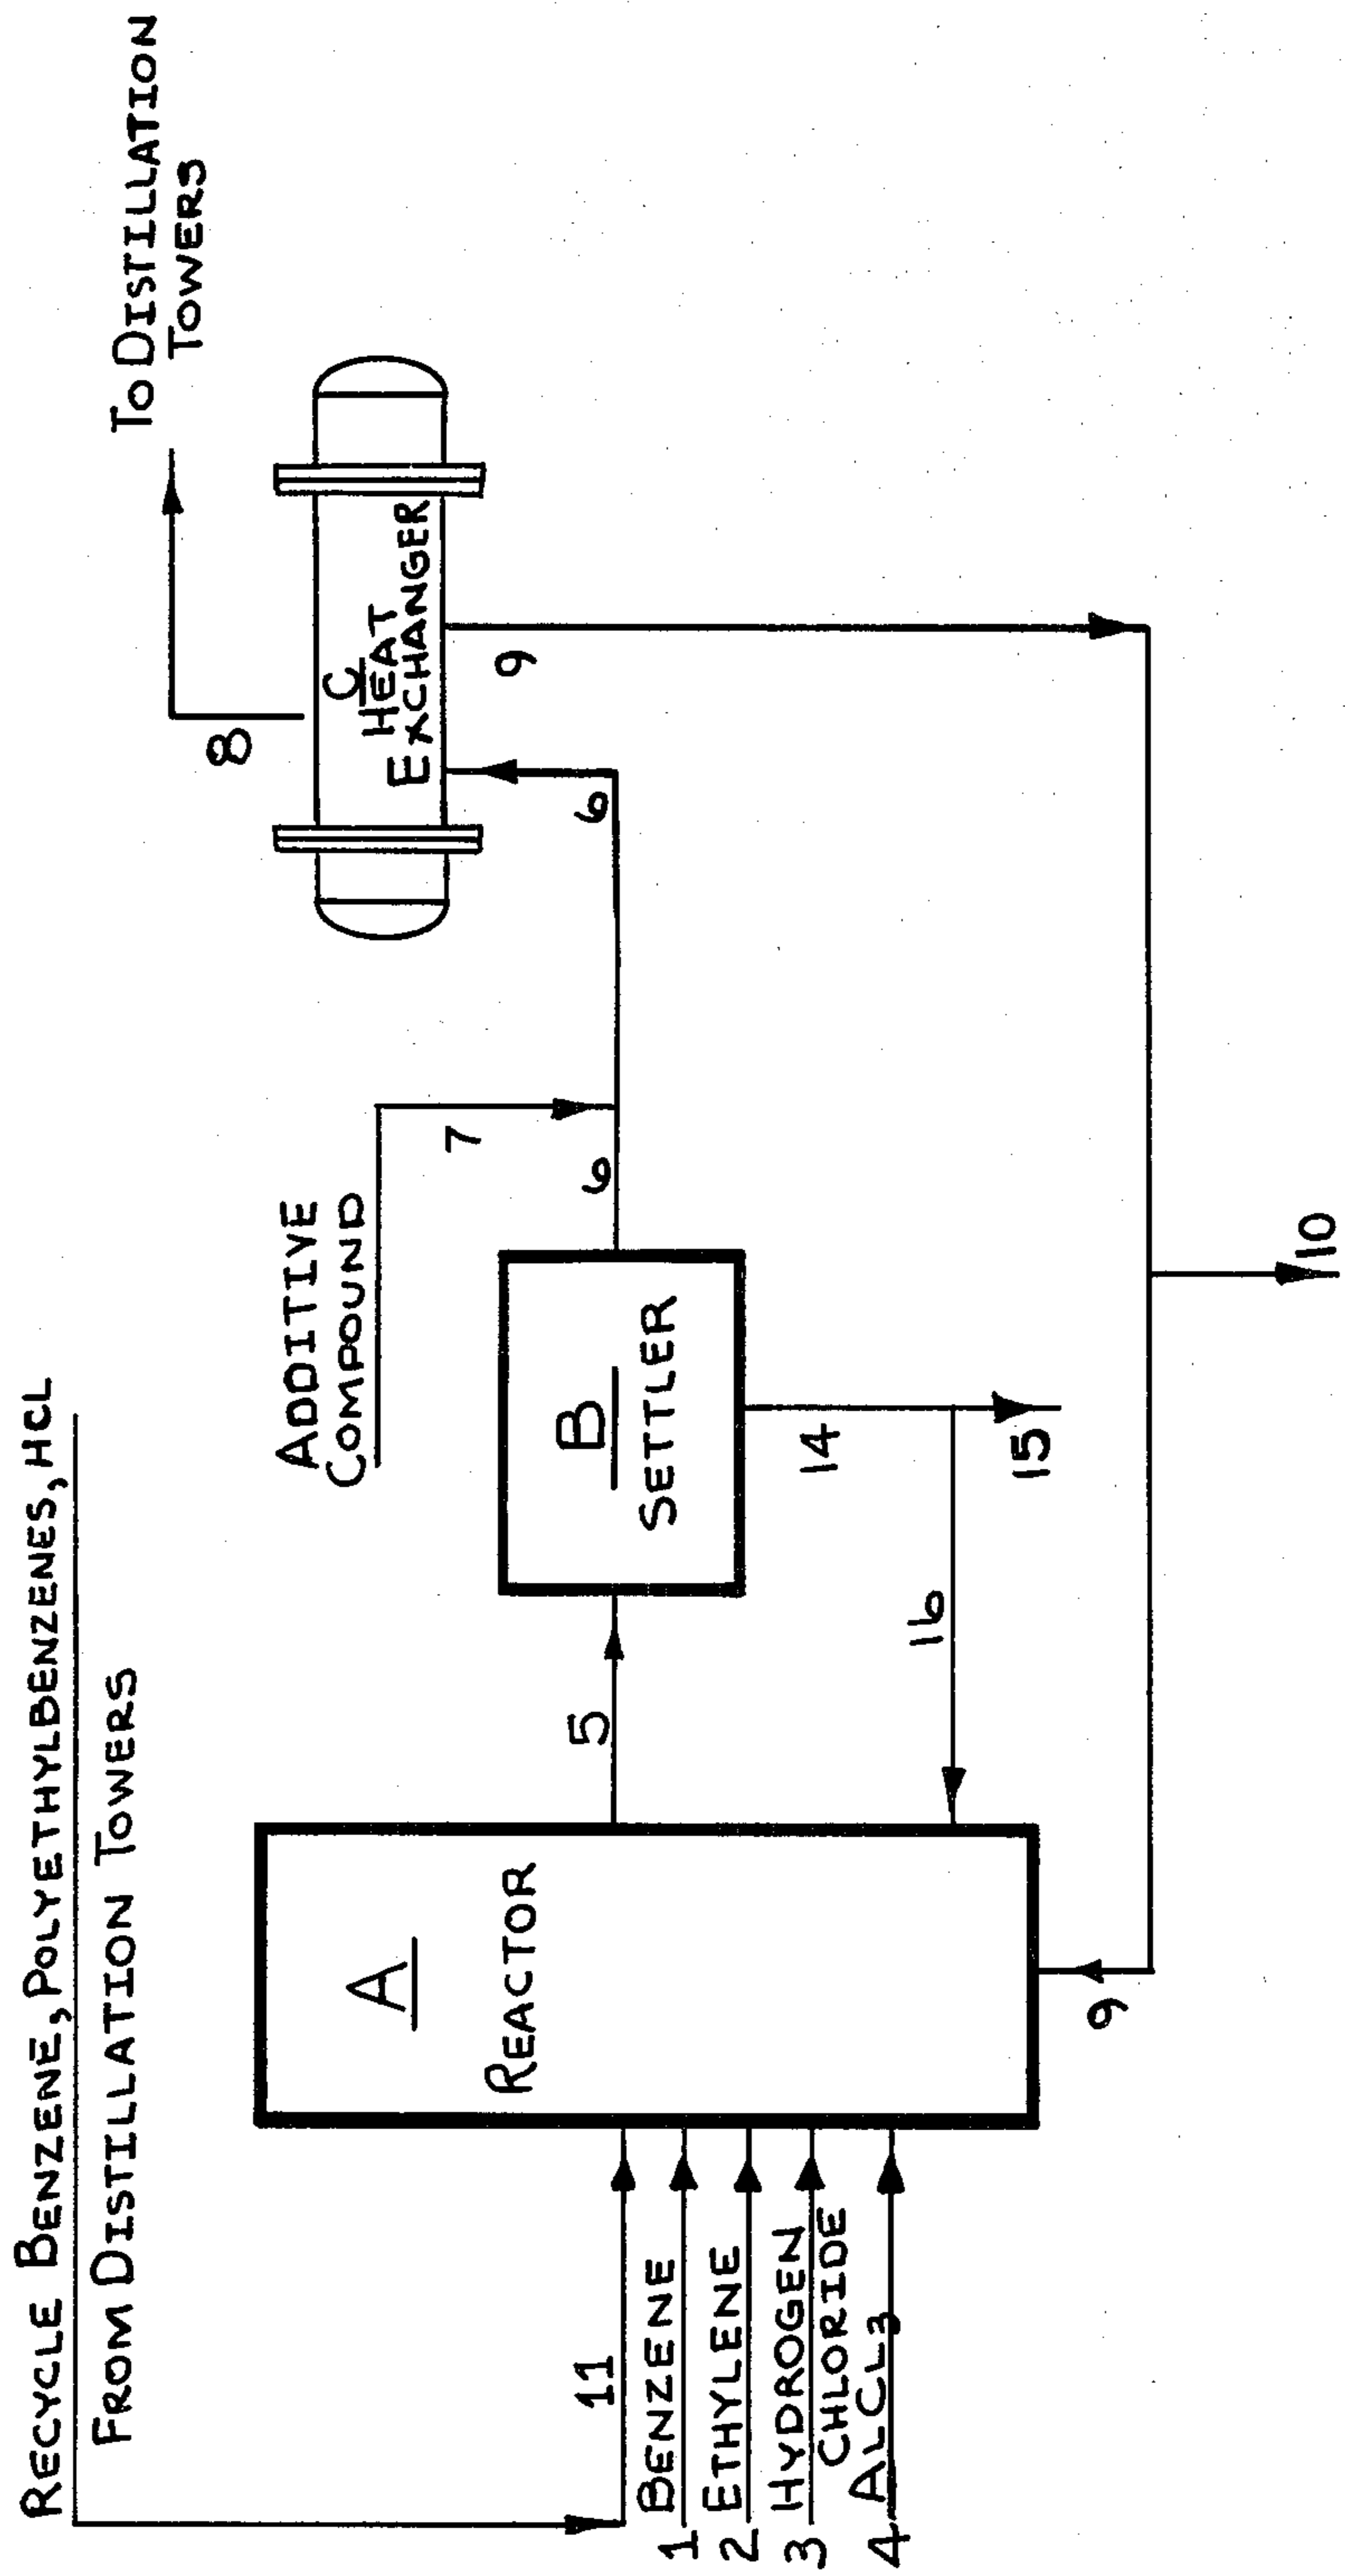 RECYCLE BENZENE, POLYETHYLBENZENES, HCL
FROM DISTILLATION TOWERS
TO DISTILLATION
TOWERS
8
ADDITIVE
COMPOUND
7
C
HEAT
EXCHANGER
A
REACTOR
5
B
SETTLER
6
6
9
11
1 BENZENE
2 ETHYLENE
3 HYDROGEN
CHLORIDE
4 ALCL3
16
14
15
9
10